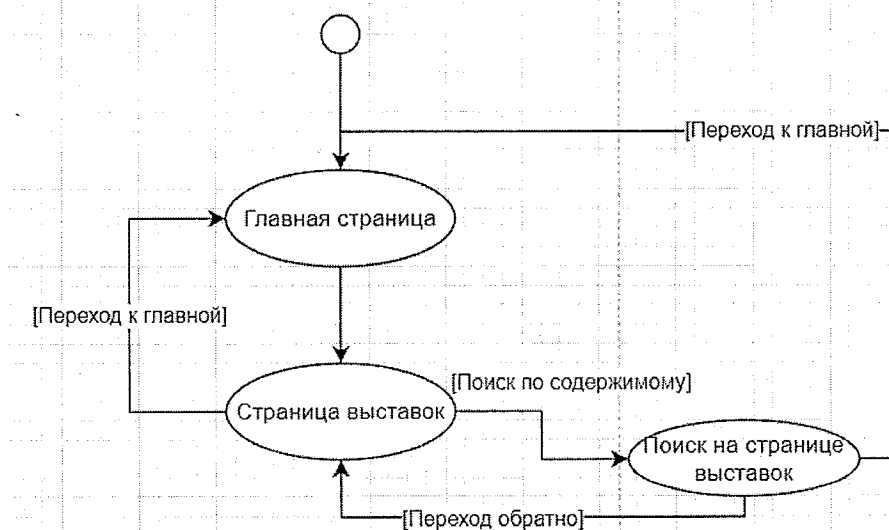 [Переход к главной]
Главная страница
[Переход к главной]
[Поиск по содержимому]
Страница выставок
Поиск на странице
выставок
[Переход обратно]